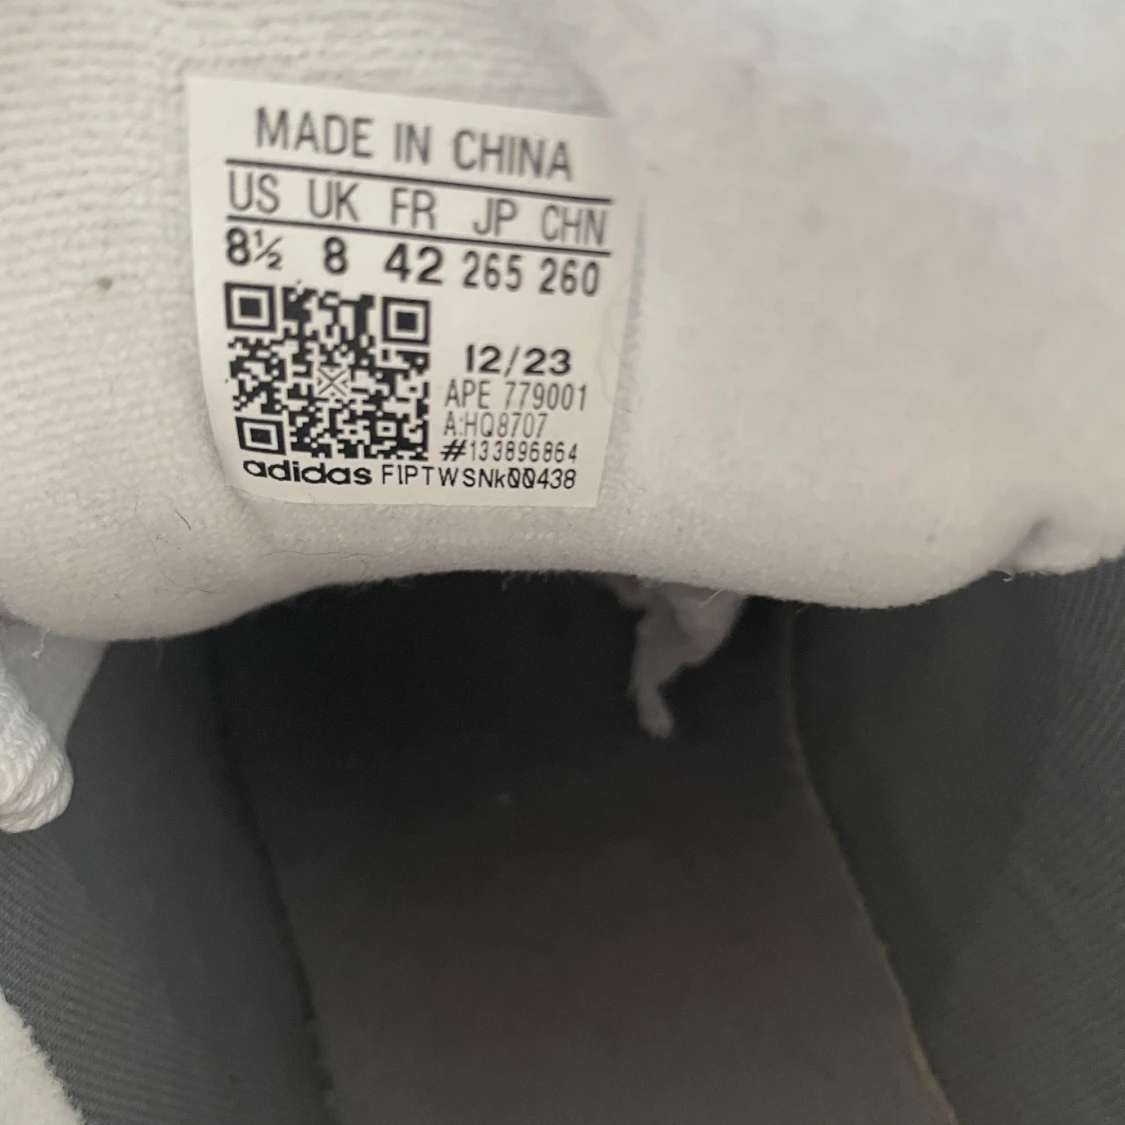 MADE IN CHINA
US UK FR JP CHN
8½ 8 42 265 260
12/23
APE 779001
A:HQ8707
#133896864
adidas F1PTWSNk00438